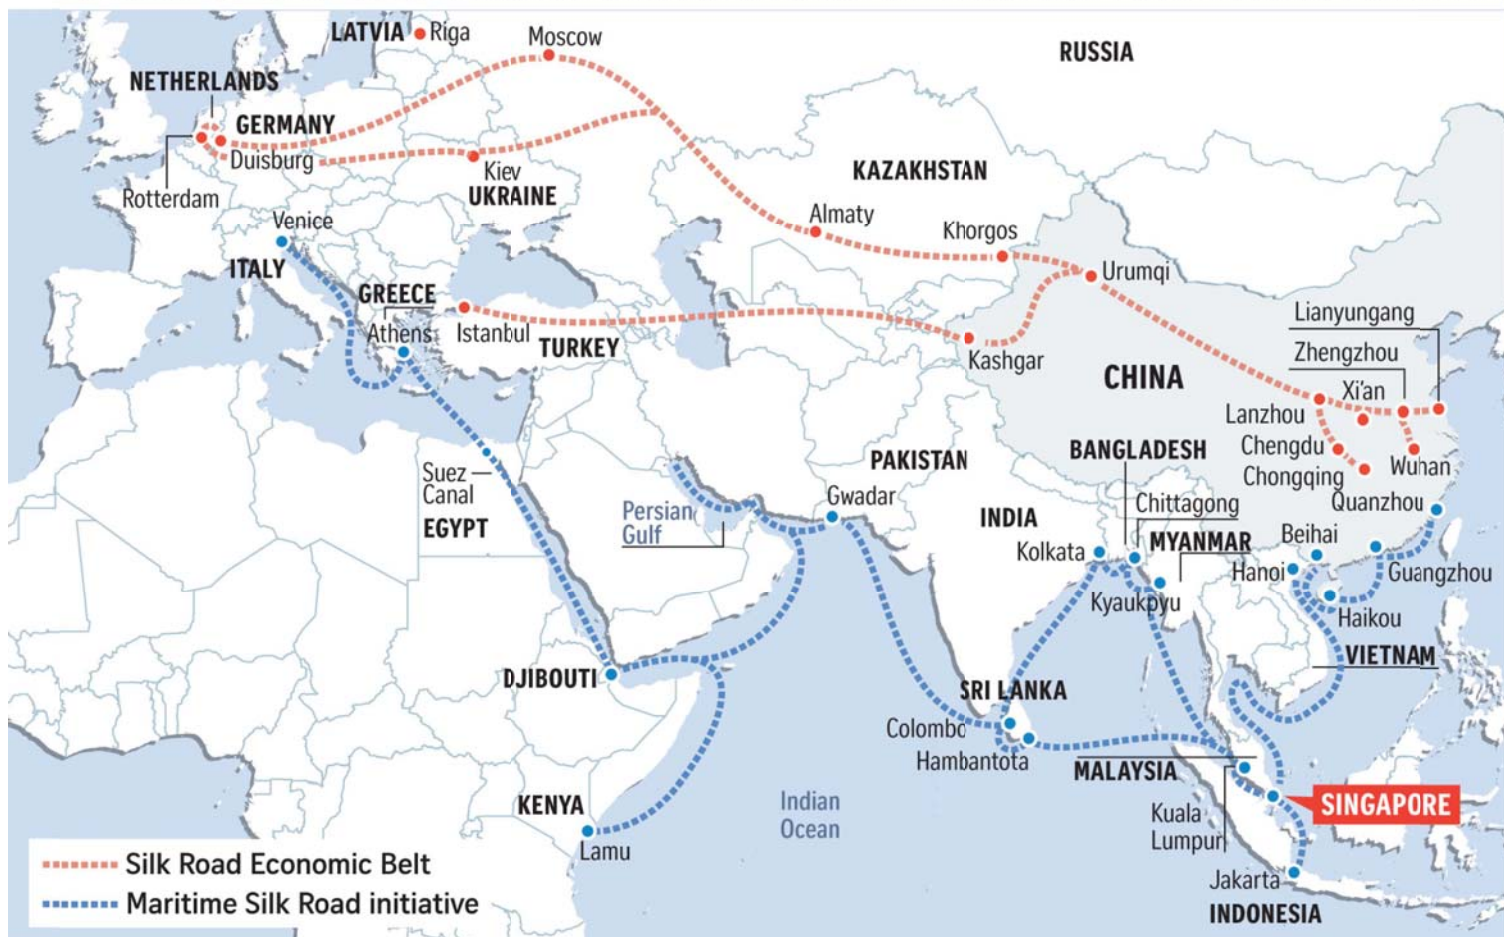 LATVIA
Riga
Moscow
RUSSIA
NETHERLANDS
GERMANY
Duisburg
Rotterdam
Kiev
UKRAINE
KAZAKHSTAN
Almaty
Khorgos
Urumqi
Venice
ITALY
GREECE
Athens
Istanbul
TURKEY
Kashgar
CHINA
Lianyungang
Zhengzhou
Xi'an
Lanzhou
Chengdu
Chongqing
Wuhan
Quanzhou
Suez
Canal
EGYPT
Persian
Gulf
PAKISTAN
Gwadar
INDIA
BANGLADESH
Chittagong
Kolkata
MYANMAR
Kyaukpyu
Beihai
Hanoi
Guangzhou
Haikou
VIETNAM
DJIBOUTI
SRI LANKA
Colombo
Hambantota
MALAYSIA
KENYA
Lamu
Indian
Ocean
Kuala
Lumpur
SINGAPORE
Jakarta
INDONESIA
Silk Road Economic Belt
Maritime Silk Road initiative